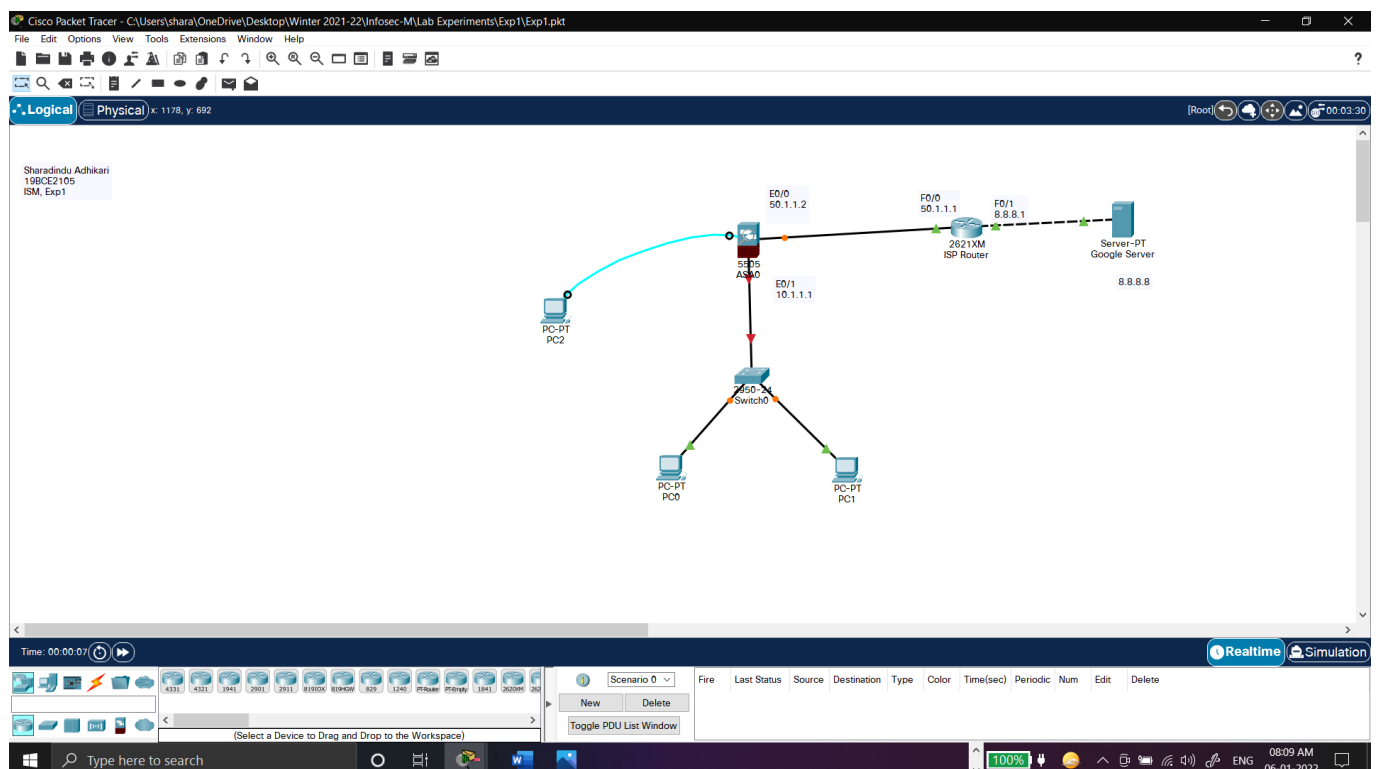 Cisco Packet Tracer - C:\Users\shara\OneDrive\Desktop\Winter 2021-22\Infosec-M\Lab Experiments\Exp1\Exp1.pkt
File Edit Options View Tools Extensions Window Help
?
Logical Physical x: 1178, y: 692 [Root] 00:03:30
Sharadindu Adhikari
19BCE2105
ISM, Exp1
E0/0
50.1.1.2
F0/0
50.1.1.1
F0/1
8.8.8.1
2621XM
ISP Router
Server-PT
Google Server
8.8.8.8
5505
ASA0
E0/1
10.1.1.1
PC-PT
PC2
2950-24
Switch0
PC-PT
PC0
PC-PT
PC1
Time: 00:00:07 Realtime Simulation
4331 4321 1941 2901 2911 819IOX 819HGW 829 1240 PT-Router PT-Empty 1841 2620XM 262
(Select a Device to Drag and Drop to the Workspace)
Scenario 0
New Delete
Toggle PDU List Window
Fire Last Status Source Destination Type Color Time(sec) Periodic Num Edit Delete
Type here to search
100%
ENG
08:09 AM
06-01-2022